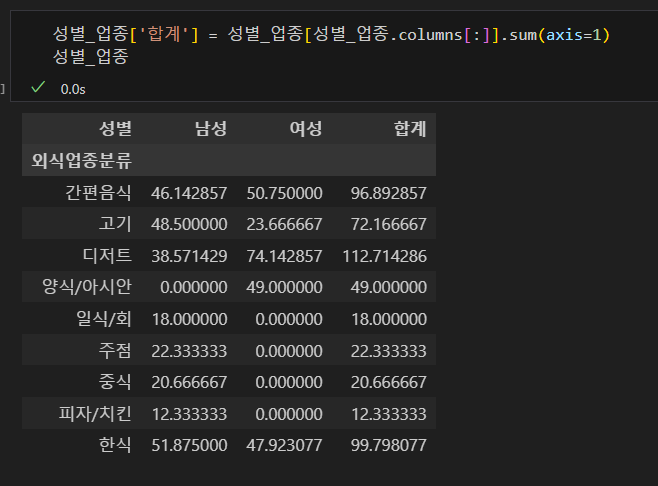 성별_업종['합계'] = 성별_업종[성별_업종.columns[:]].sum(axis=1)
성별_업종
] ✓ 0.0s
성별 남성 여성 합계
외식업종분류
간편음식 46.142857 50.750000 96.892857
고기 48.500000 23.666667 72.166667
디저트 38.571429 74.142857 112.714286
양식/아시안 0.000000 49.000000 49.000000
일식/회 18.000000 0.000000 18.000000
주점 22.333333 0.000000 22.333333
중식 20.666667 0.000000 20.666667
피자/치킨 12.333333 0.000000 12.333333
한식 51.875000 47.923077 99.798077